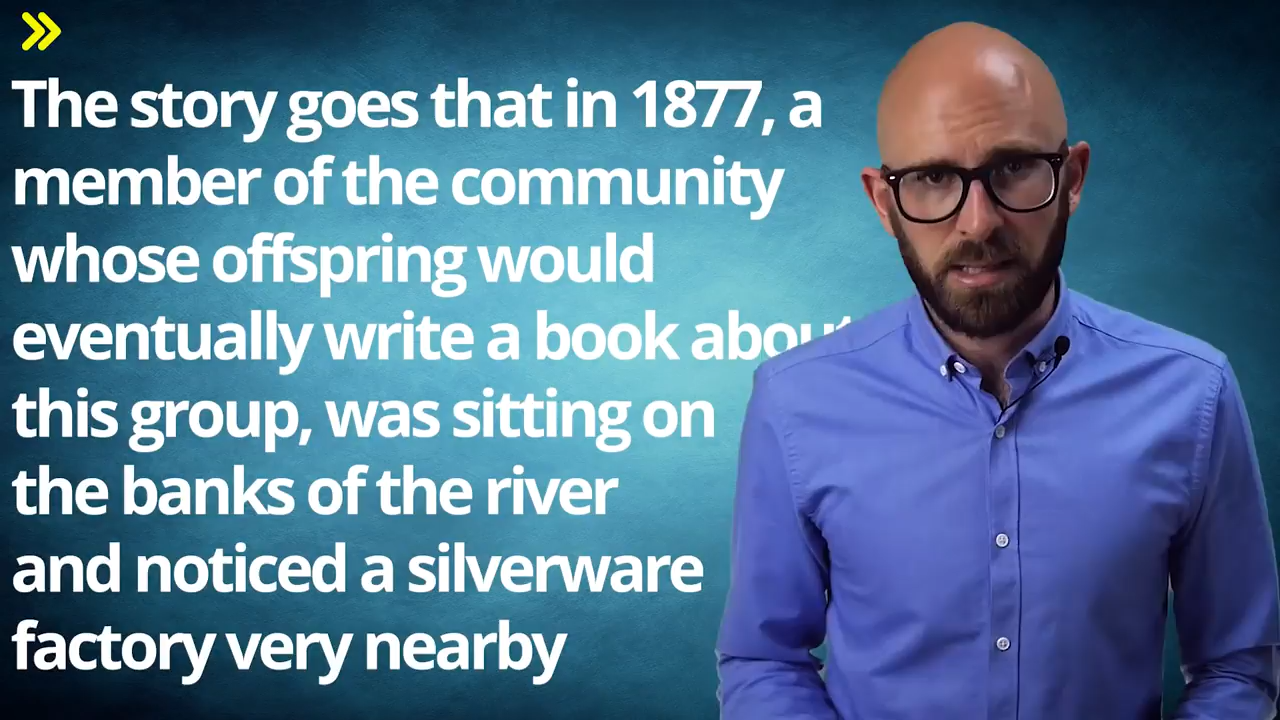 The story goes that in 1877, a
member of the community
whose offspring would
eventually write a book about
this group, was sitting on
the banks of the river
and noticed a silverware
factory very nearby